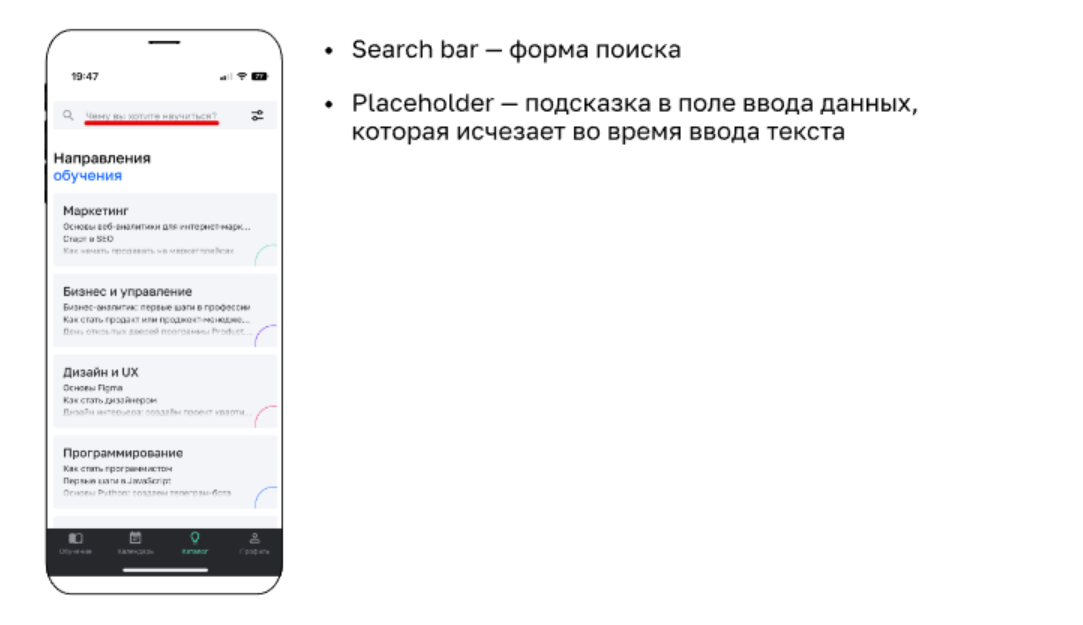 19:47
77
Чему вы хотите научиться?
Направления
обучения
Маркетинг
Основы веб-аналитики для интернет-марк...
Старт в SEO
Как начать продавать на маркетплейсах
Бизнес и управление
Бизнес-аналитик: первые шаги в профессии
Как стать продакт или проджект-менедже...
День открытых дверей программы Product...
Дизайн и UX
Основы Figma
Как стать дизайнером
Дизайн интерьера: создаём проект кварти...
Программирование
Как стать программистом
Первые шаги в JavaScript
Основы Python: создаем телеграм-бота
Обучение
Календарь
Каталог
Профиль
• Search bar — форма поиска
• Placeholder — подсказка в поле ввода данных,
которая исчезает во время ввода текста